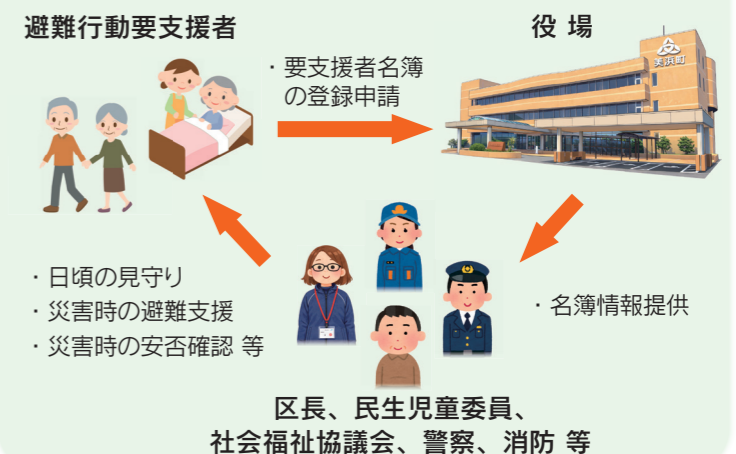 避難行動要支援者
役 場
・要支援者名簿
の登録申請
美浜町
・日頃の見守り
・災害時の避難支援
・災害時の安否確認 等
・名簿情報提供
区長、民生児童委員、
社会福祉協議会、警察、消防 等